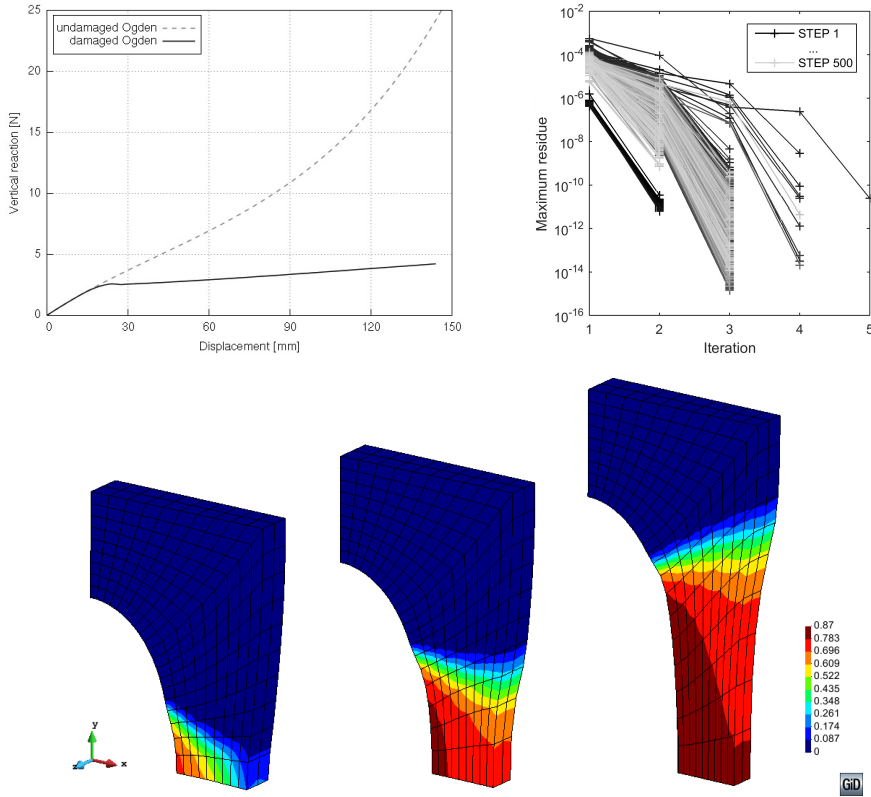 undamaged Ogden
damaged Ogden
25
20
15
10
5
0
0 30 60 90 120 150
Vertical reaction [N]
Displacement [mm]
STEP 1
...
STEP 500
10-2
10-4
10-6
10-8
10-10
10-12
10-14
10-16
1 2 3 4 5
Maximum residue
Iteration
0.87
0.783
0.696
0.609
0.522
0.435
0.348
0.261
0.174
0.087
0
y
z x
GiD